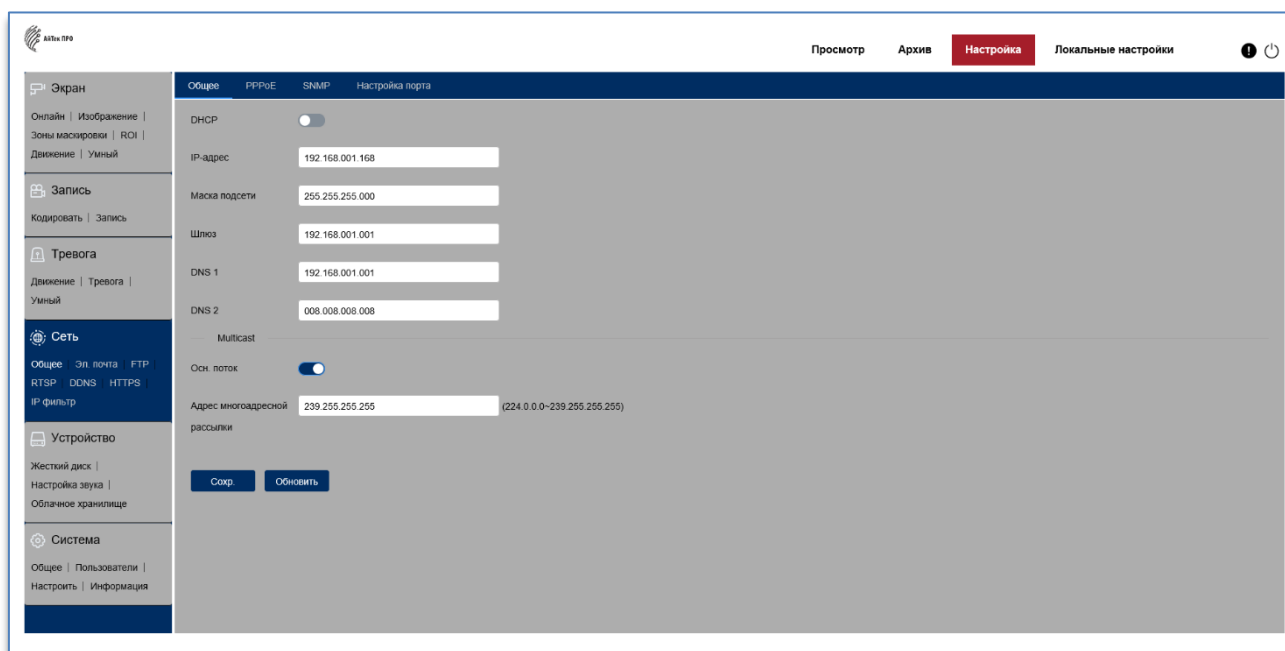 АйТек ПРО
Просмотр Архив Настройка Локальные настройки
Экран
Онлайн | Изображение |
Зоны маскировки | ROI |
Движение | Умный
Запись
Кодировать | Запись
Тревога
Движение | Тревога |
Умный
Сеть
Общее | Эл. почта | FTP |
RTSP | DDNS | HTTPS |
IP фильтр
Устройство
Жесткий диск |
Настройка звука |
Облачное хранилище
Система
Общее | Пользователи |
Настроить | Информация
Общее PPPoE SNMP Настройка порта
DHCP
IP-адрес 192.168.001.168
Маска подсети 255.255.255.000
Шлюз 192.168.001.001
DNS 1 192.168.001.001
DNS 2 008.008.008.008
Multicast
Осн. поток
Адрес многоадресной 239.255.255.255 (224.0.0.0~239.255.255.255)
рассылки
Сохр. Обновить